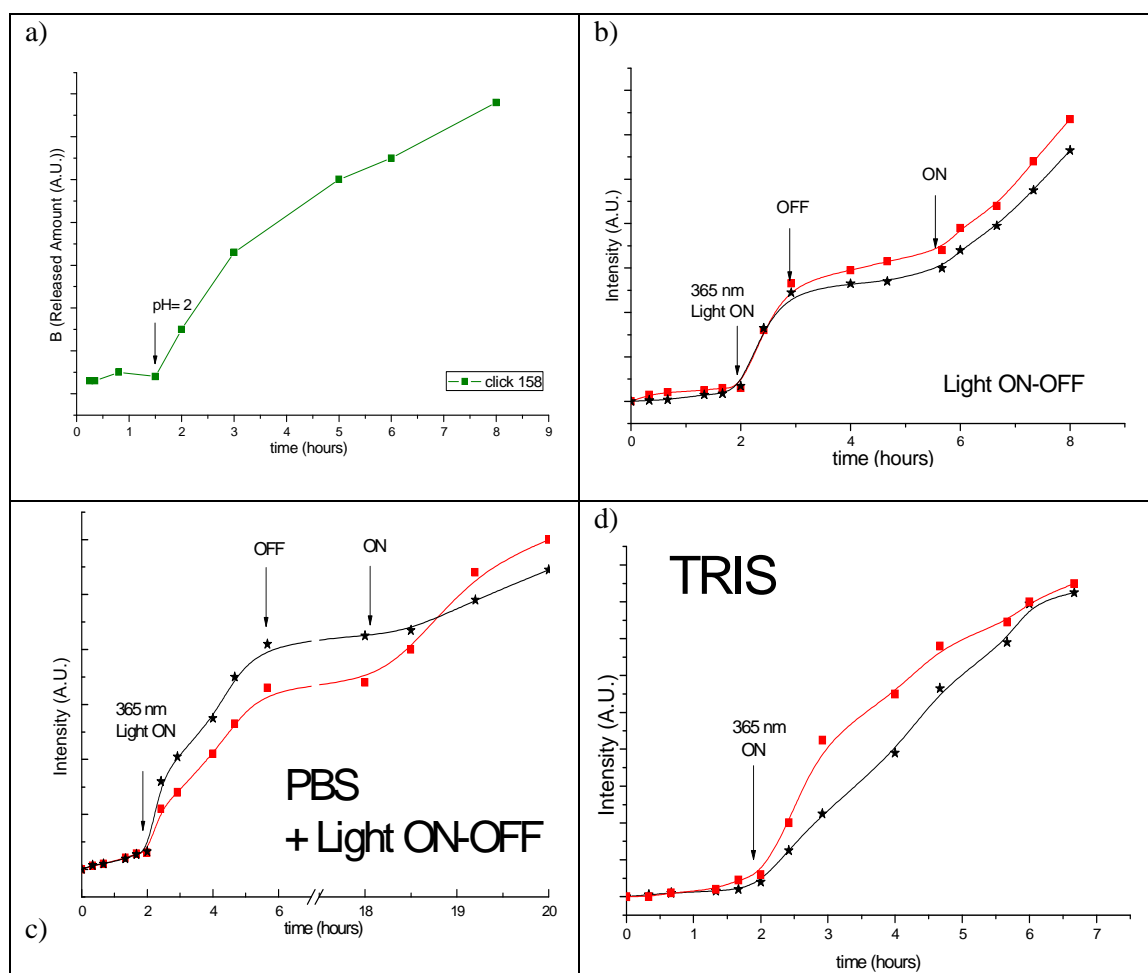 a)
B (Released Amount (A.U.))
pH= 2
click 158
0 1 2 3 4 5 6 7 8 9
time (hours)
b)
Intensity (A.U.)
ON
OFF
365 nm
Light ON
Light ON-OFF
0 2 4 6 8
time (hours)
c)
Intensity (A.U.)
OFF
ON
365 nm
Light ON
PBS
+ Light ON-OFF
0 2 4 6 18 19 20
time (hours)
d)
TRIS
Intensity (A.U.)
365 nm
ON
0 1 2 3 4 5 6 7
time (hours)